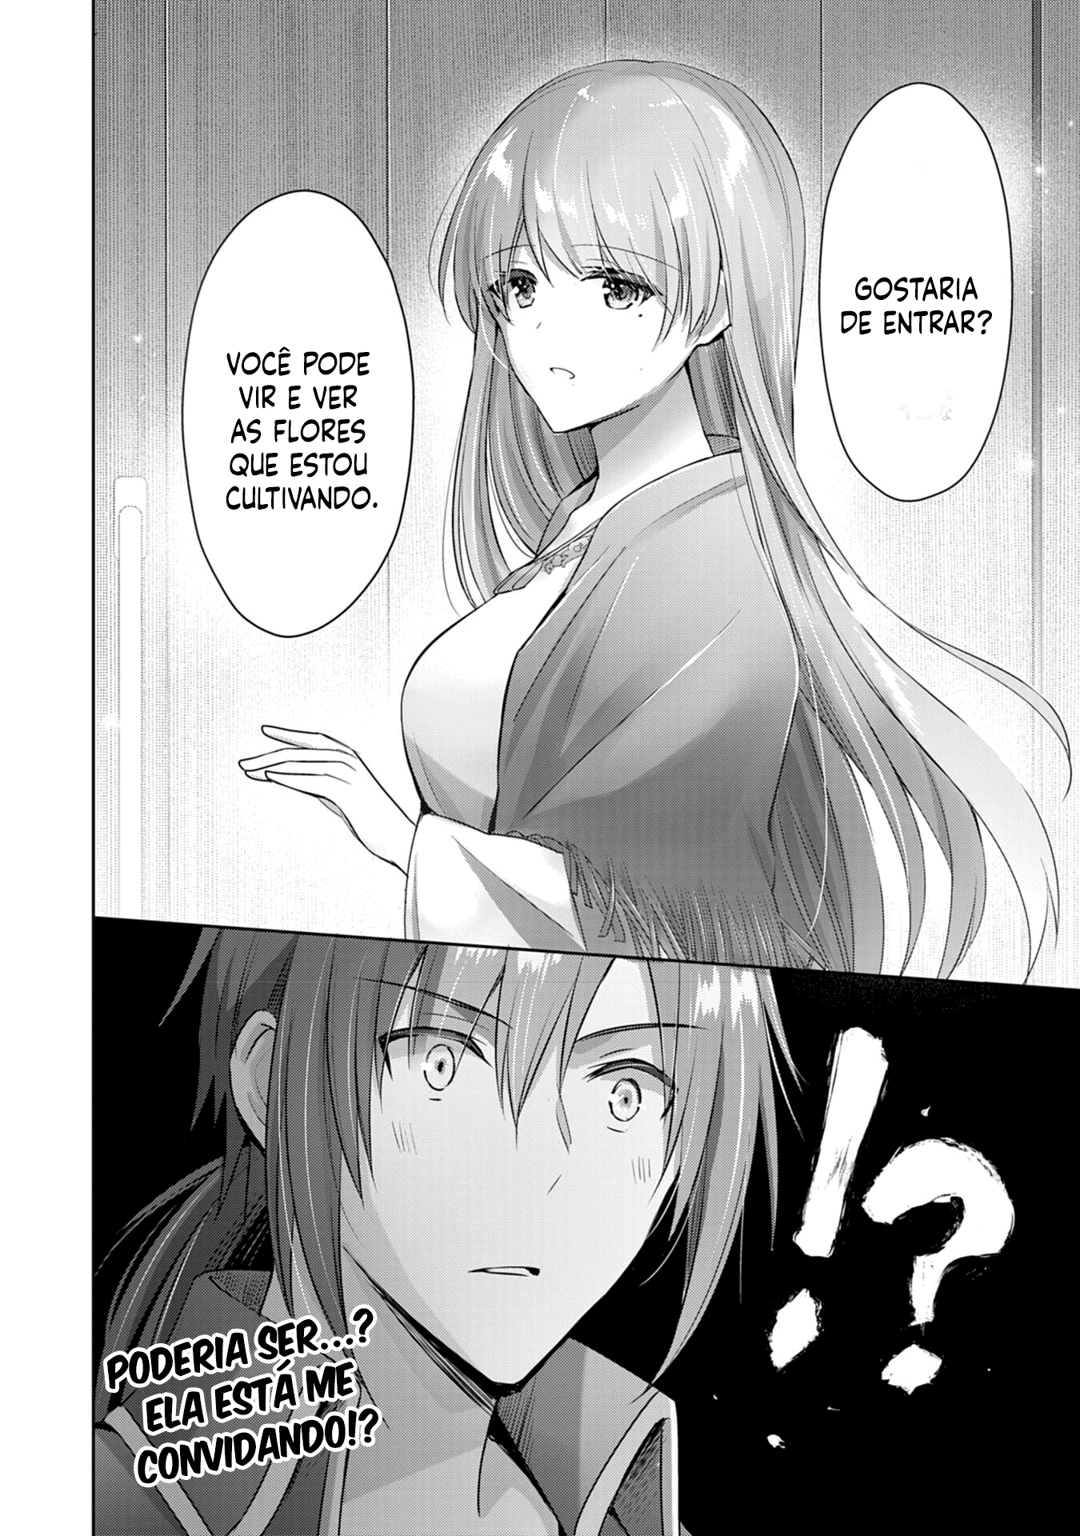 GOSTARIA
DE ENTRAR?
VOCÊ PODE
VIR E VER
AS FLORES
QUE ESTOU
CULTIVANDO.
!?
PODERIA SER...?
ELA ESTÁ ME
CONVIDANDO!?